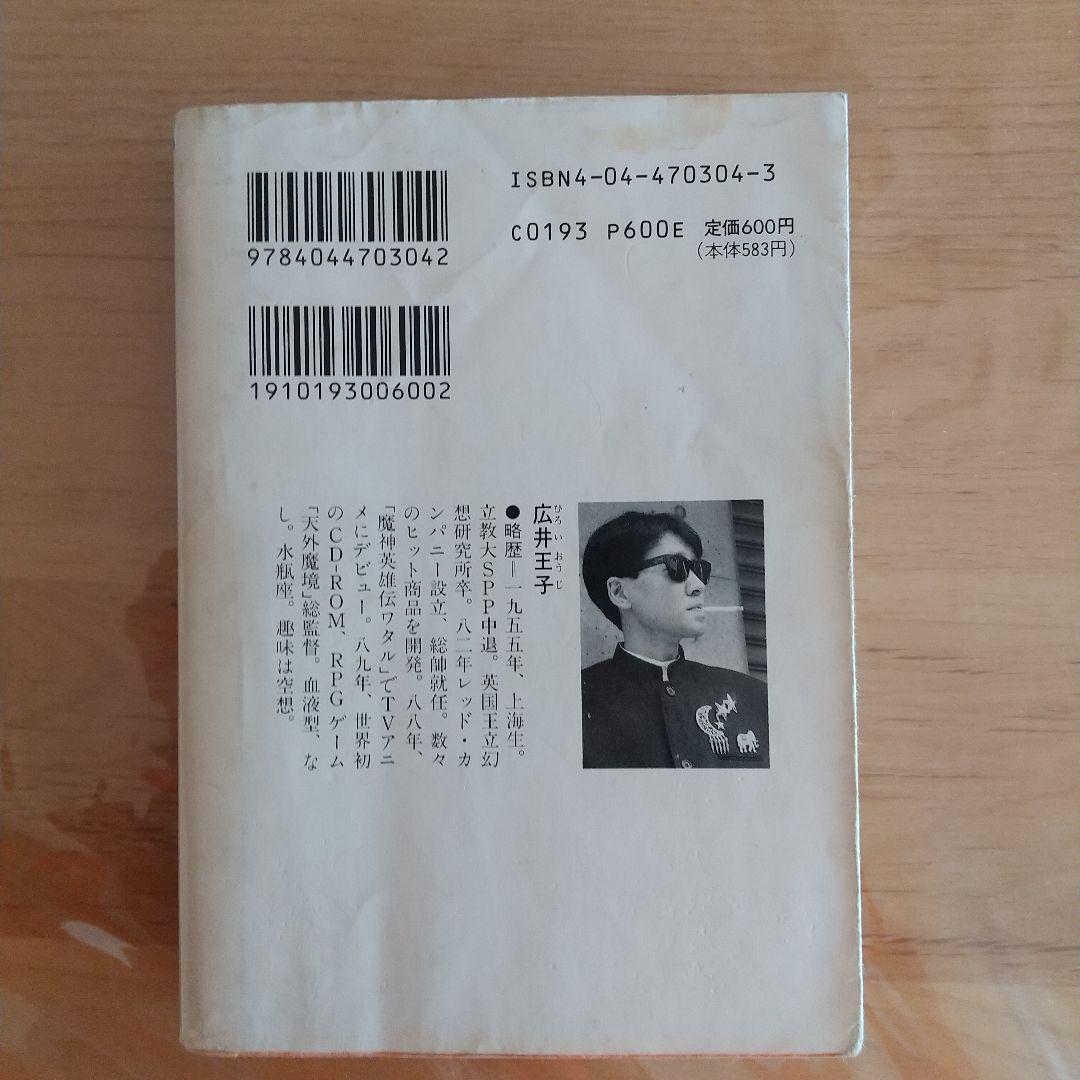 ISBN4-04-470304-3
C0193 P600E 定価600円
(本体583円)
9784044703042
1910193006002
広井王子
ひろいおうじ
●略歴=一九五五年、上海生。
立教大SPP中退。英国王立幻
想研究所卒。八二年レッド・カ
ンパニー設立、総帥就任。数々
のヒット商品を開発。八八年、
「魔神英雄伝ワタル」でTVアニ
メにデビュー。八九年、世界初
のCD-ROM、RPGゲーム
「天外魔境」総監督。血液型、な
し。水瓶座。趣味は空想。